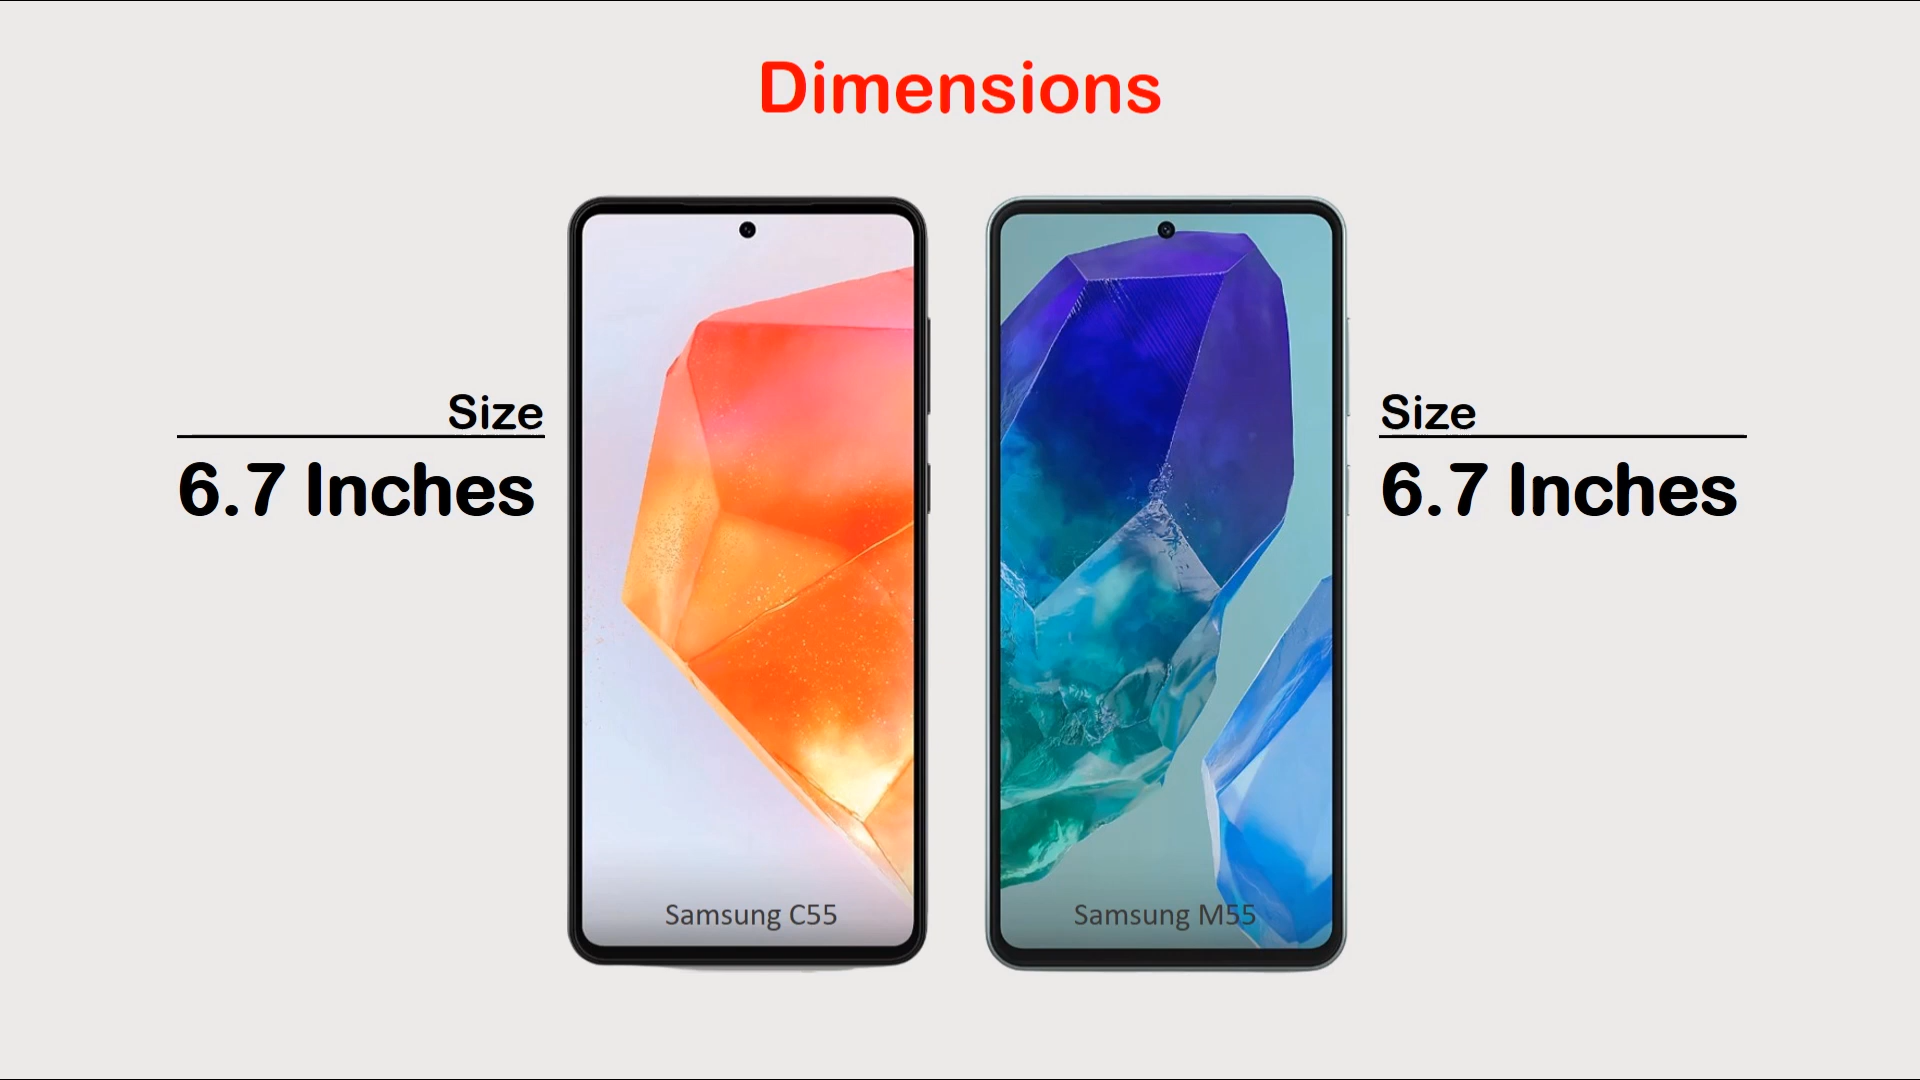 Dimensions
Size
6.7 Inches
Size
6.7 Inches
Samsung C55
Samsung M55